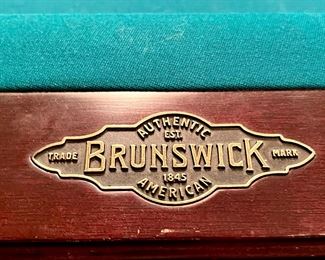 AUTHENTIC
EST.
TRADE BRUNSWICK MARK
1845
AMERICAN